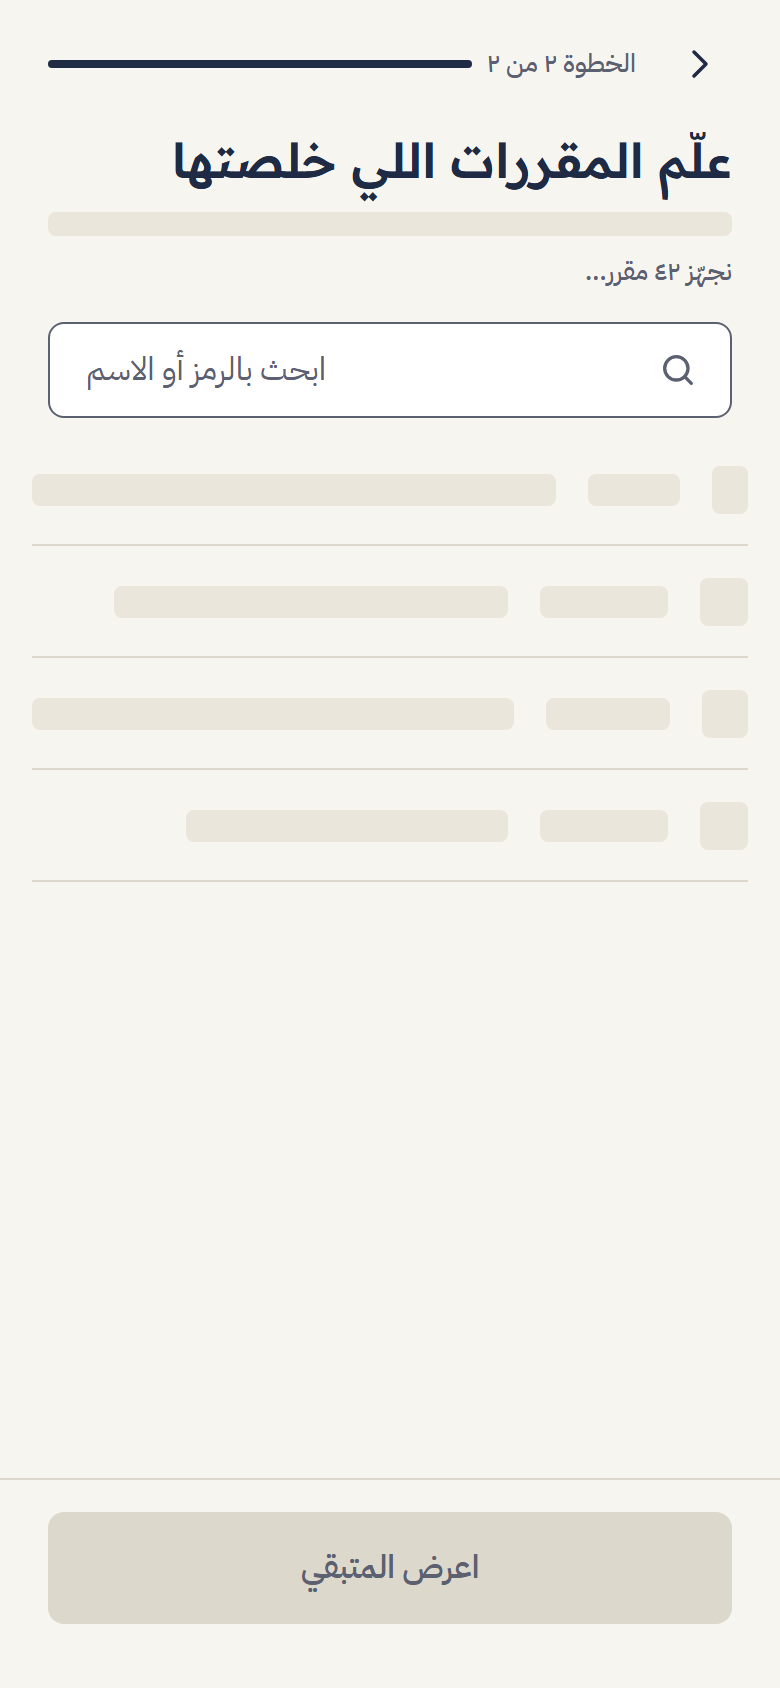 الخطوة ٢ من ٢
علّم المقررات اللي خلصتها
نجهّز ٤٢ مقرر...
ابحث بالرمز أو الاسم
اعرض المتبقي